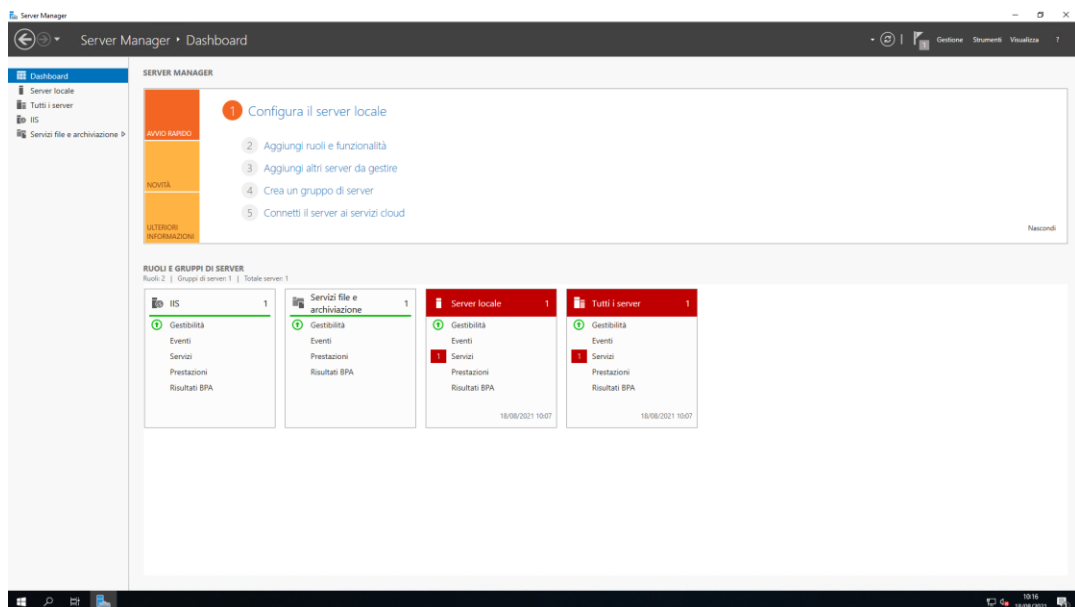 Server Manager
Server Manager • Dashboard
1
Gestione Strumenti Visualizza ?
Dashboard
Server locale
Tutti i server
IIS
Servizi file e archiviazione
SERVER MANAGER
AVVIO RAPIDO
NOVITÀ
ULTERIORI
INFORMAZIONI
1 Configura il server locale
2 Aggiungi ruoli e funzionalità
3 Aggiungi altri server da gestire
4 Crea un gruppo di server
5 Connetti il server ai servizi cloud
Nascondi
RUOLI E GRUPPI DI SERVER
Ruoli: 2 | Gruppi di server: 1 | Totale server: 1
IIS 1
Gestibilità
Eventi
Servizi
Prestazioni
Risultati BPA
Servizi file e
archiviazione 1
Gestibilità
Eventi
Prestazioni
Risultati BPA
Server locale 1
Gestibilità
Eventi
1 Servizi
Prestazioni
Risultati BPA
18/08/2021 10:07
Tutti i server 1
Gestibilità
Eventi
1 Servizi
Prestazioni
Risultati BPA
18/08/2021 10:07
10:16
18/08/2021